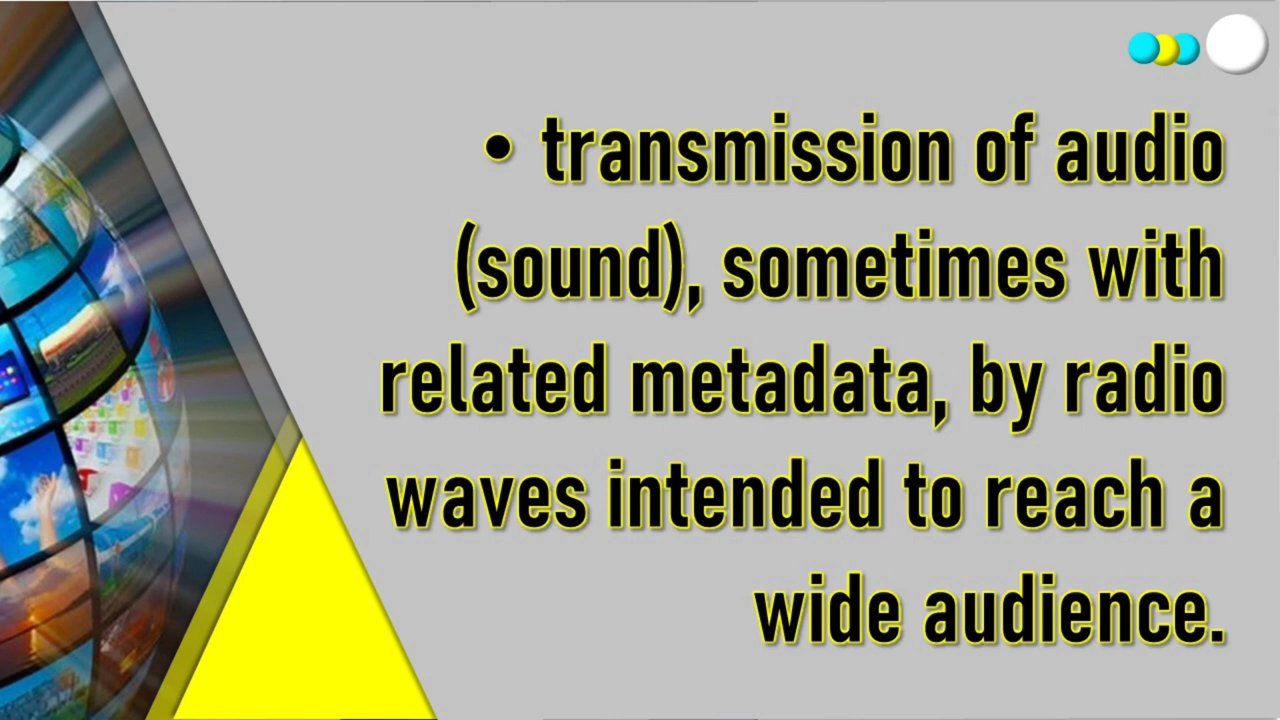 • transmission of audio
(sound), sometimes with
related metadata, by radio
waves intended to reach a
wide audience.